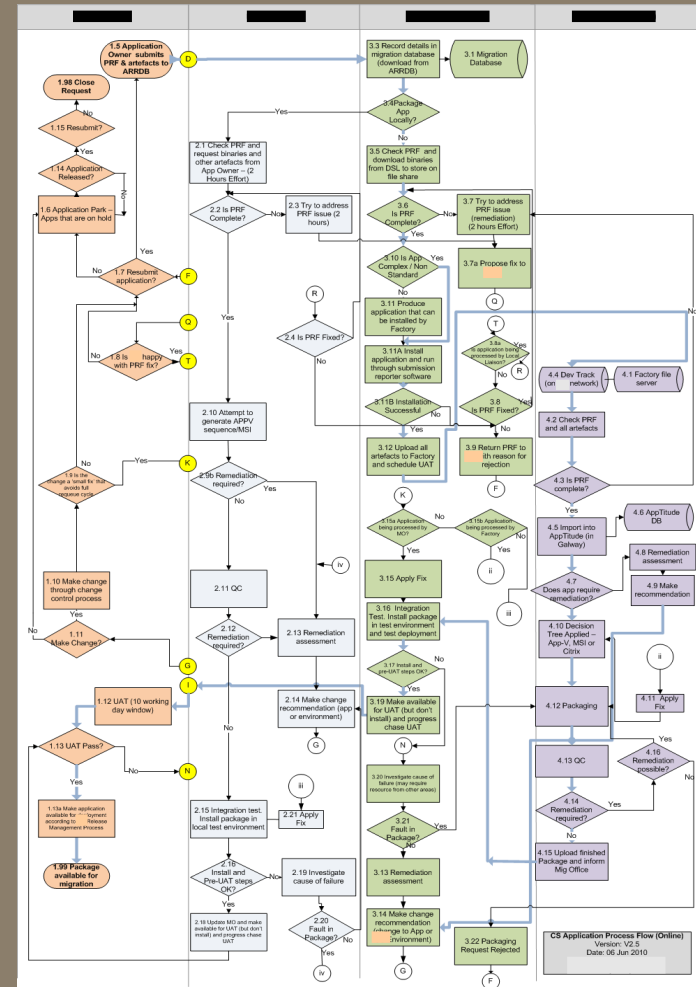 1.5 Application
Owner submits
PRF & artefacts to
ARRDB
D
1.98 Close
Request
No
1.15 Resubmit?
Yes
1.14 Application
Released?
No
1.6 Application Park –
Apps that are on hold
Yes
No
1.7 Resubmit
application?
F
Q
1.8 Is happy
with PRF fix?
Yes
No
T
No
1.9 Is the
change a 'small fix' that
avoids full
requeue cycle
Yes
K
1.10 Make change
through change
control process
Yes
No
1.11
Make Change?
G
I
1.12 UAT (10 working
day window)
1.13 UAT Pass?
No
N
Yes
1.13a Make application
available for
according to Release
Management Process
1.99 Package
available for
migration
Yes
2.1 Check PRF and
request binaries and
other artefacts from
App Owner – (2
Hours Effort)
2.2 Is PRF
Complete?
No
2.3 Try to address
PRF issue (2
hours)
R
2.4 Is PRF Fixed?
Yes
No
2.10 Attempt to
generate APPV
sequence/MSI
2.9b Remediation
required?
Yes
No
iv
2.11 QC
2.12
Remediation
required?
Yes
2.13 Remediation
assessment
2.14 Make change
recommendation (app
or environment)
G
No
iii
2.15 Integration test.
Install package in
local test environment
2.21 Apply
Fix
2.16
Install and
Pre-UAT steps
OK?
No
2.19 Investigate
cause of failure
Yes
2.18 Update MO and make
available for UAT (but don't
install) and progress chase
UAT
2.20
Fault in
Package?
No
Yes
iv
3.3 Record details in
migration database
(download from
ARRDB)
3.1 Migration
Database
3.4Package
App
Locally?
No
3.5 Check PRF and
download binaries
from DSL to store on
file share
3.6
Is PRF
Complete?
No
3.7 Try to address
PRF issue
(remediation)
(2 hours Effort)
Yes
3.10 Is App
Complex / Non
Standard
Yes
3.7a Propose fix to
Q
3.11 Produce
application that can
be installed by
Factory
T
3.8a
Is application being
processed by Local
Liaison?
R
3.11A Install
application and run
through submission
reporter software
No
3.11B Installation
Successful
No
3.8
Is PRF Fixed?
Yes
Yes
No
3.12 Upload all
artefacts to Factory
and schedule UAT
3.9 Return PRF to
ith reason for
rejection
F
K
3.15a Application
being processed by
MO?
No
3.15b Application
being processed by
Factory
No
Yes
Yes
ii
iii
3.15 Apply Fix
3.16 Integration
Test. Install package
in test environment
and test deployment
3.17 Install and
pre-UAT steps OK?
No
Yes
3.19 Make available
for UAT (but don't
install) and progress
chase UAT
N
3.20 Investigate cause of
failure (may require
resource from other areas)
3.21
Fault in
Package?
Yes
No
3.13 Remediation
assessment
3.14 Make change
recommendation
(change to App or
Environment)
G
3.22 Packaging
Request Rejected
F
No
4.4 Dev Track
(on network)
4.1 Factory file
server
4.2 Check PRF
and all artefacts
4.3 Is PRF
complete?
Yes
4.5 Import into
AppTitude (in
Galway)
4.6 AppTitude
DB
4.7
Does app require
remediation?
4.8 Remediation
assessment
4.9 Make
recommendation
4.10 Decision
Tree Applied –
App-V, MSI or
Citrix
ii
4.11 Apply
Fix
4.12 Packaging
Yes
4.13 QC
4.16
Remediation
possible?
No
4.14
Remediation
required?
Yes
No
4.15 Upload finished
Package and inform
Mig Office
CS Application Process Flow (Online)
Version: V2.5
Date: 06 Jun 2010